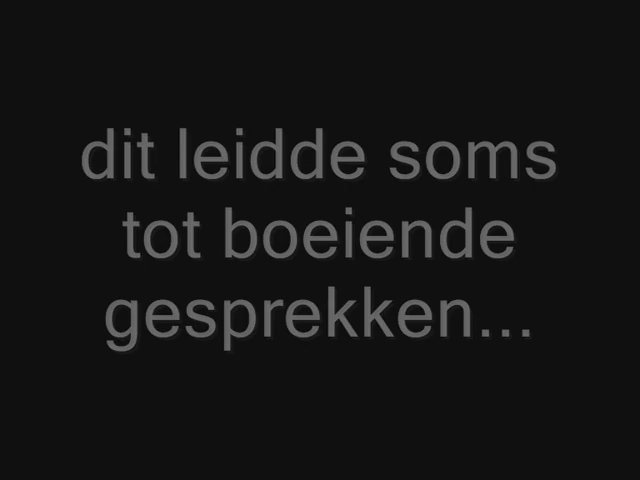 dit leidde soms
tot boeiende
gesprekken...